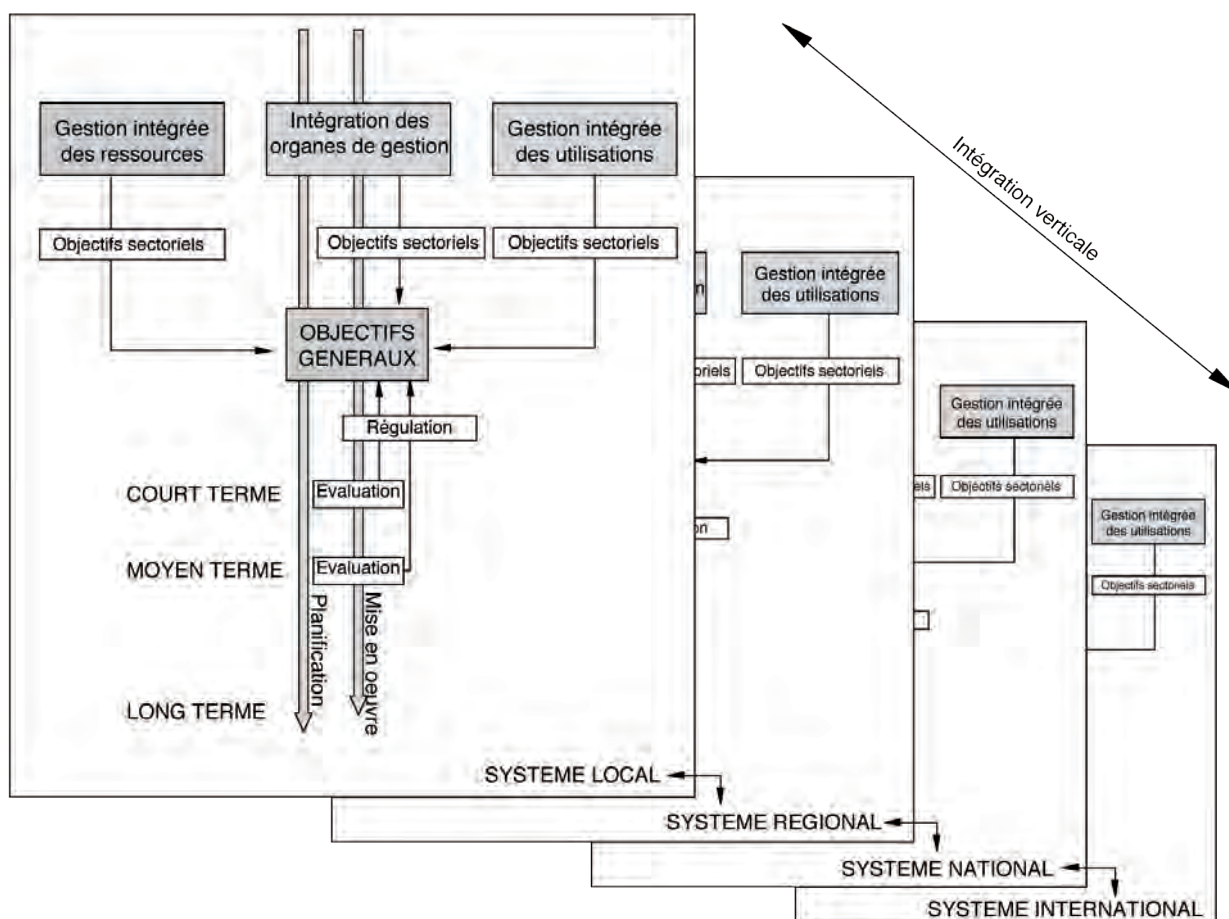 Intégration verticale
Gestion intégrée
des ressources
Intégration des
organes de gestion
Gestion intégrée
des utilisations
Objectifs sectoriels
Objectifs sectoriels
Objectifs sectoriels
OBJECTIFS
GENERAUX
Régulation
COURT TERME
Evaluation
MOYEN TERME
Evaluation
Planification
Mise en oeuvre
LONG TERME
SYSTEME LOCAL
n
Gestion intégrée
des utilisations
oriels
Objectifs sectoriels
on
SYSTEME REGIONAL
Gestion intégrée
des utilisations
iels
Objectifs sectoriels
SYSTEME NATIONAL
Gestion intégrée
des utilisations
Objectifs sectoriels
SYSTEME INTERNATIONAL